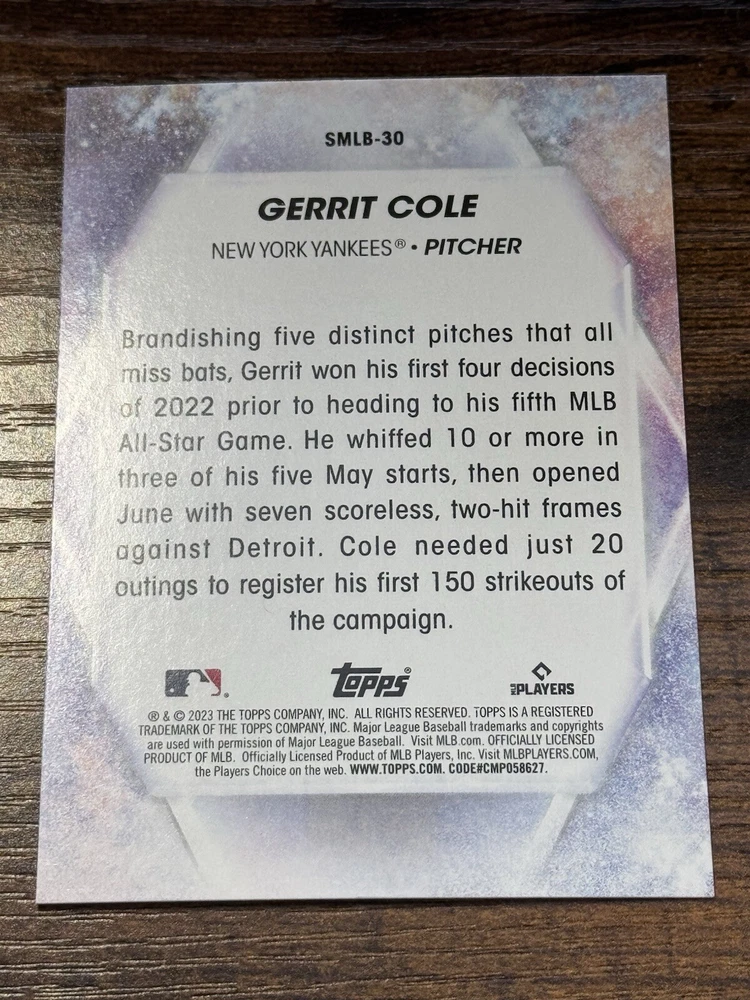 SMLB-30
GERRIT COLE
NEW YORK YANKEES® • PITCHER
Brandishing five distinct pitches that all
miss bats, Gerrit won his first four decisions
of 2022 prior to heading to his fifth MLB
All-Star Game. He whiffed 10 or more in
three of his five May starts, then opened
June with seven scoreless, two-hit frames
against Detroit. Cole needed just 20
outings to register his first 150 strikeouts of
the campaign.
Topps®
MLB PLAYERS
® & © 2023 THE TOPPS COMPANY, INC. ALL RIGHTS RESERVED. TOPPS IS A REGISTERED
TRADEMARK OF THE TOPPS COMPANY, INC. Major League Baseball trademarks and copyrights
are used with permission of Major League Baseball. Visit MLB.com. OFFICIALLY LICENSED
PRODUCT OF MLB. Officially Licensed Product of MLB Players, Inc. Visit MLBPLAYERS.COM,
the Players Choice on the web. WWW.TOPPS.COM. CODE#CMP058627.